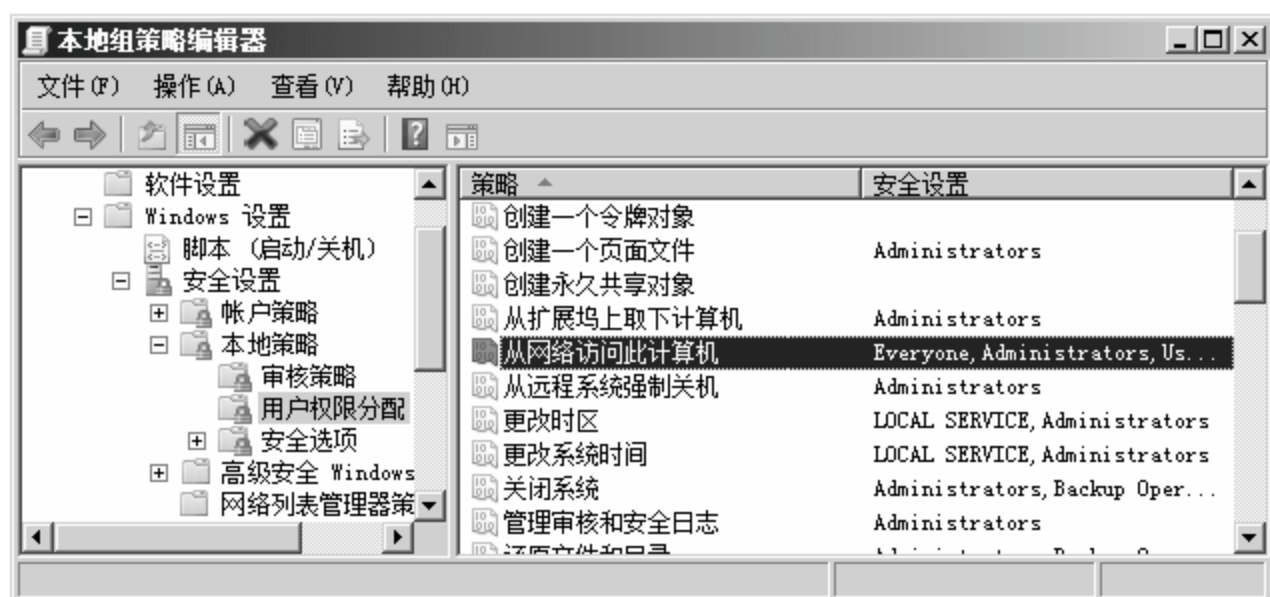 本地组策略编辑器
文件(F) 操作(A) 查看(V) 帮助(H)
软件设置
Windows 设置
脚本 (启动/关机)
安全设置
帐户策略
本地策略
审核策略
用户权限分配
安全选项
高级安全 Windows
网络列表管理器策
策略 安全设置
创建一个令牌对象
创建一个页面文件 Administrators
创建永久共享对象
从扩展坞上取下计算机 Administrators
从网络访问此计算机 Everyone, Administrators, Us...
从远程系统强制关机 Administrators
更改时区 LOCAL SERVICE, Administrators
更改系统时间 LOCAL SERVICE, Administrators
关闭系统 Administrators, Backup Oper...
管理审核和安全日志 Administrators
还原文件和目录